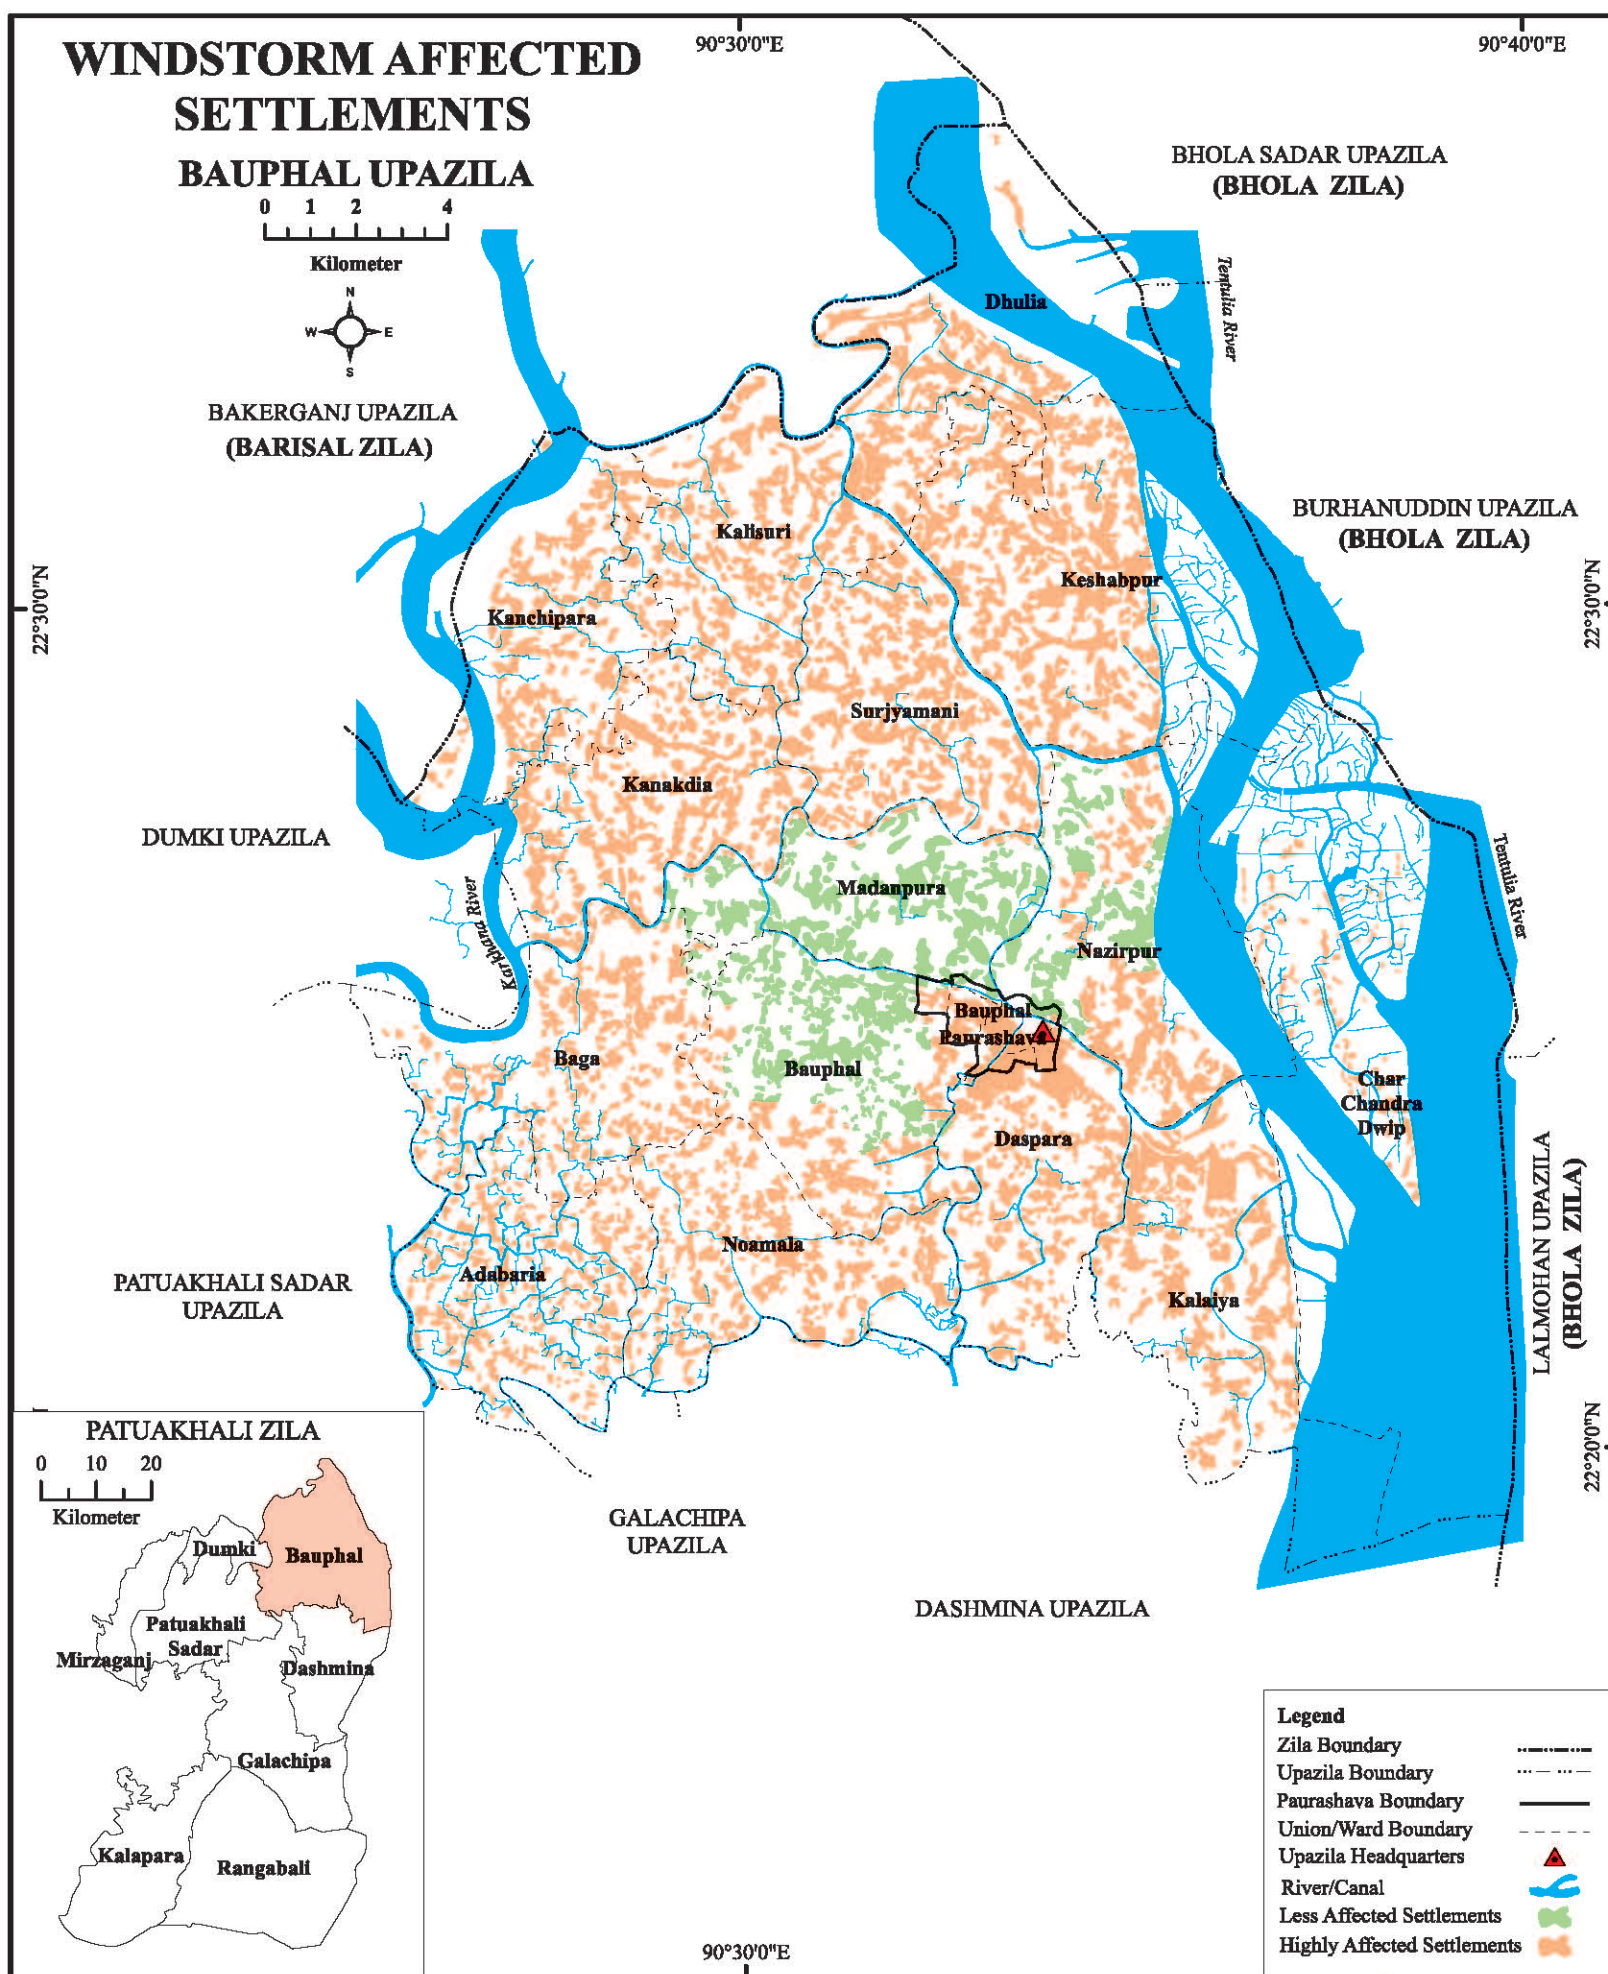 WINDSTORM AFFECTED
SETTLEMENTS
BAUPHAL UPAZILA
0 1 2 4
Kilometer
N
W E
S
90°30'0"E
90°40'0"E
BHOLA SADAR UPAZILA
(BHOLA ZILA)
Tentulia River
Dhulia
BAKERGANJ UPAZILA
(BARISAL ZILA)
BURHANUDDIN UPAZILA
(BHOLA ZILA)
22°30'0"N
22°30'0"N
Kalisuri
Keshabpur
Kanchipara
Surjyamani
Kanakdia
DUMKI UPAZILA
Madanpura
Tentulia River
Karkhana River
Nazirpur
Bauphal
Paurashava
Baga
Bauphal
Char
Chandra
Dwip
Daspara
LALMOHAN UPAZILA
(BHOLA ZILA)
Noamala
Adabaria
PATUAKHALI SADAR
UPAZILA
Kalaiya
22°20'0"N
GALACHIPA
UPAZILA
DASHMINA UPAZILA
PATUAKHALI ZILA
0 10 20
Kilometer
Dumki
Bauphal
Patuakhali
Sadar
Mirzaganj
Dashmina
Galachipa
Kalapara
Rangabali
90°30'0"E
Legend
Zila Boundary
Upazila Boundary
Paurashava Boundary
Union/Ward Boundary
Upazila Headquarters
River/Canal
Less Affected Settlements
Highly Affected Settlements